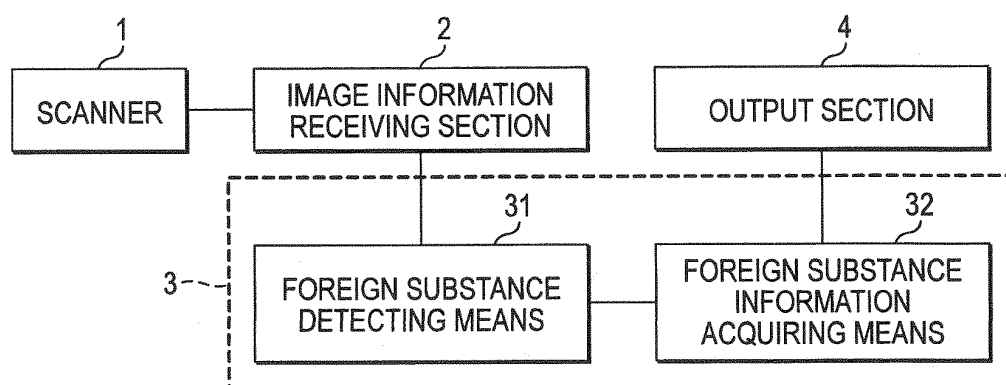 1
2
4
SCANNER
IMAGE INFORMATION
RECEIVING SECTION
OUTPUT SECTION
31
32
3
FOREIGN SUBSTANCE
DETECTING MEANS
FOREIGN SUBSTANCE
INFORMATION
ACQUIRING MEANS